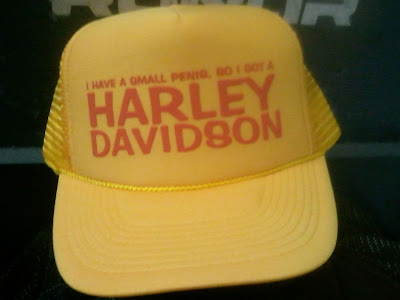 I HAVE A SMALL PENIS, SO I GOT A
HARLEY
DAVIDSON